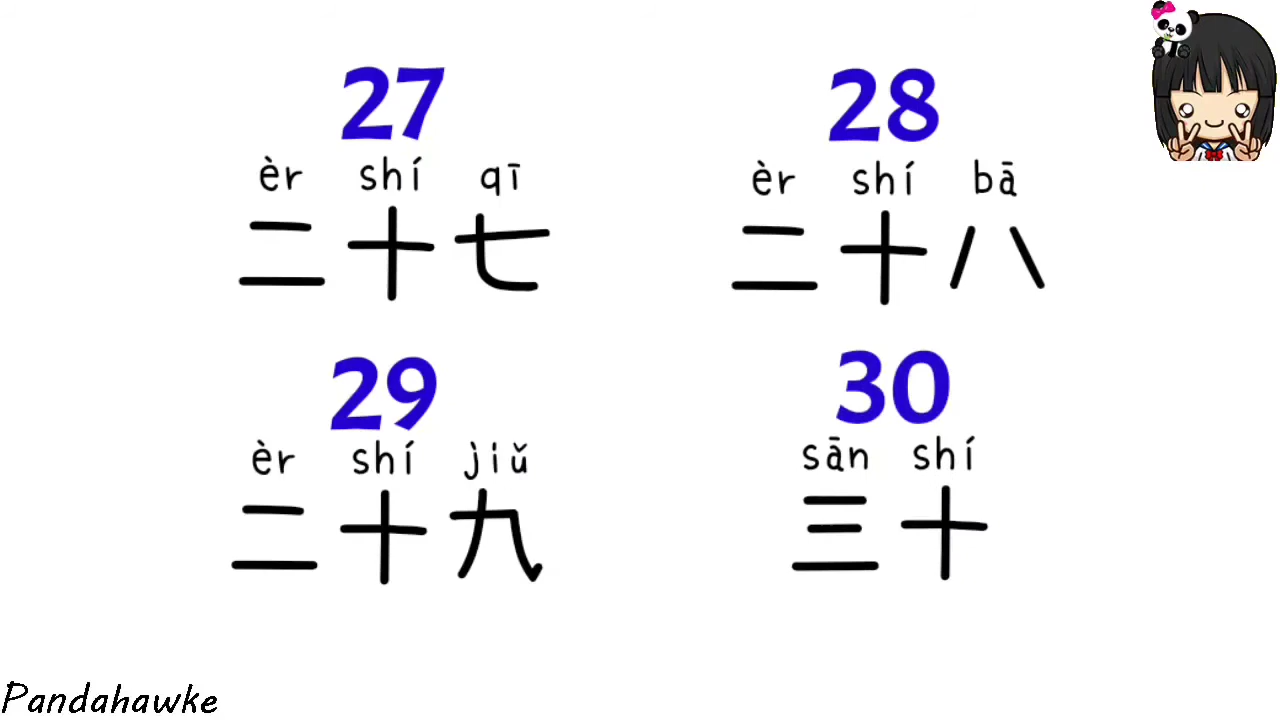 27
èr shí qī
二十七
28
èr shí bā
二十八
29
èr shí jiǔ
二十九
30
sān shí
三十
Pandahawke